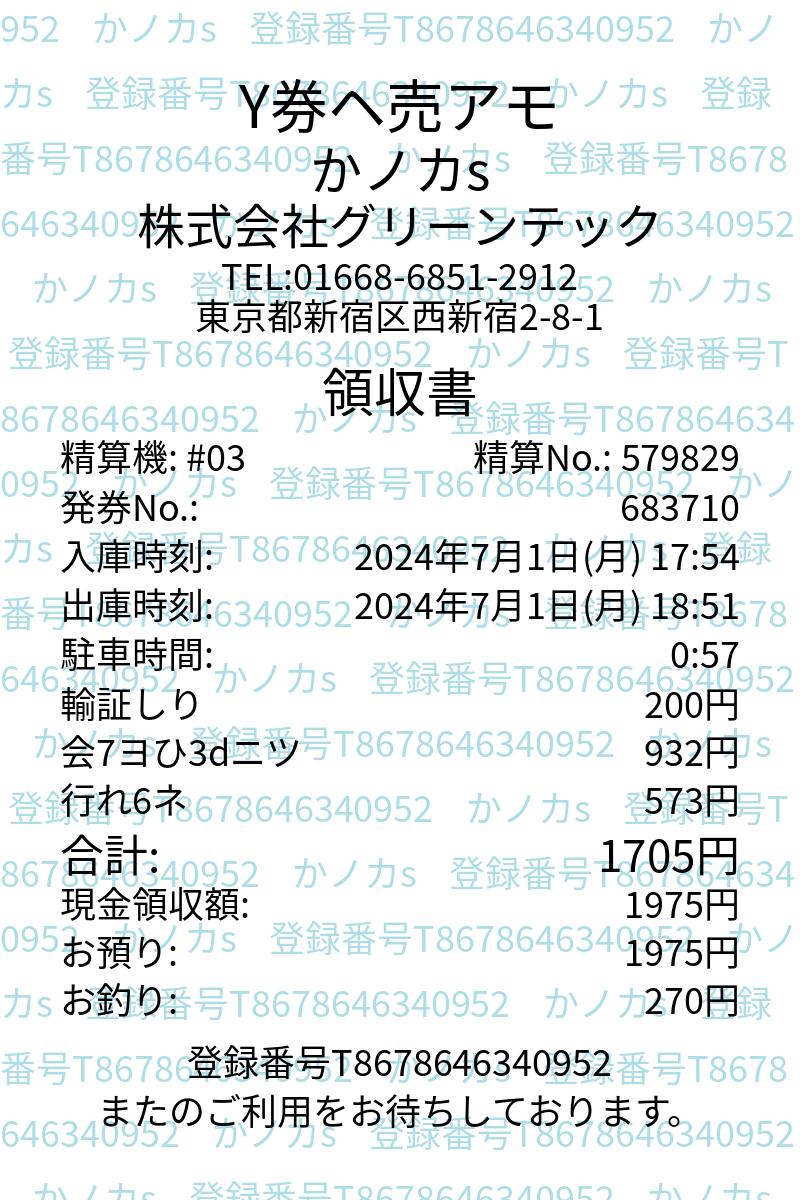 Y券ヘ売アモ
かノカs
株式会社グリーンテック
TEL:01668-6851-2912
東京都新宿区西新宿2-8-1
領収書
精算機: #03 精算No.: 579829
発券No.: 683710
入庫時刻: 2024年7月1日(月) 17:54
出庫時刻: 2024年7月1日(月) 18:51
駐車時間: 0:57
輸証しり 200円
会7ヨひ3dニツ 932円
行れ6ネ 573円
合計: 1705円
現金領収額: 1975円
お預り: 1975円
お釣り: 270円
登録番号T8678646340952
またのご利用をお待ちしております。